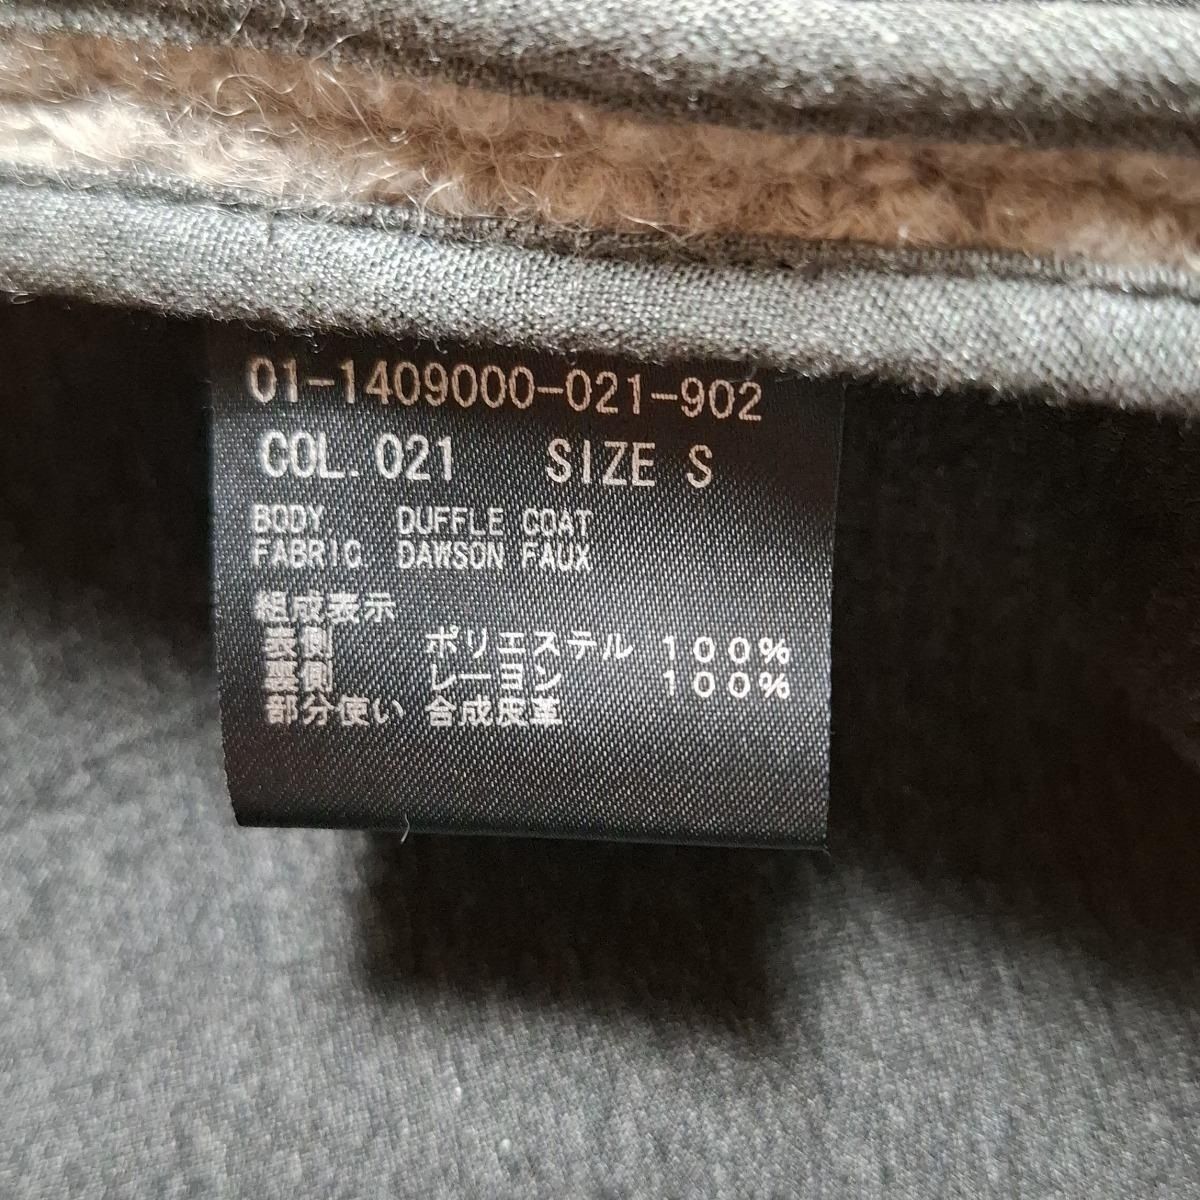 01-1409000-021-902
COL. 021 SIZE S
BODY DUFFLE COAT
FABRIC DAWSON FAUX
組成表示
表側 ポリエステル 100%
裏側 レーヨン 100%
部分使い 合成皮革